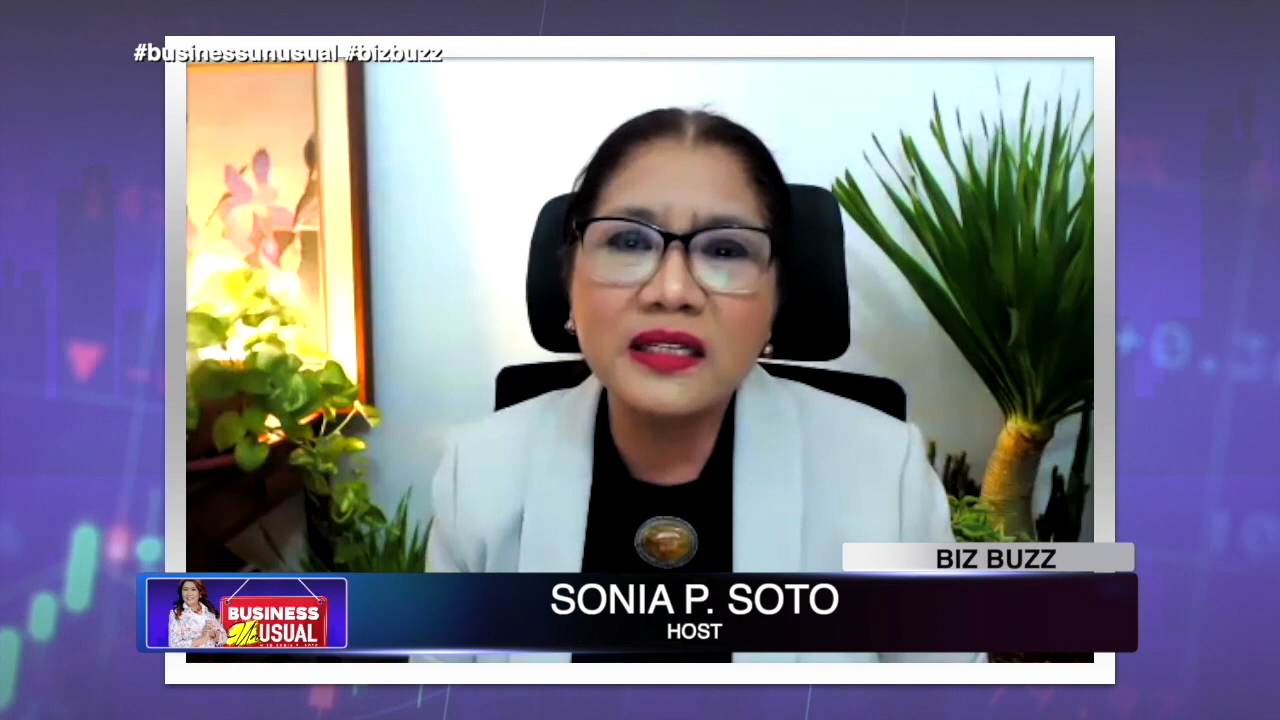 #businessunusual #bizbuzz
BIZ BUZZ
SONIA P. SOTO
HOST
BUSINESS
UNUSUAL